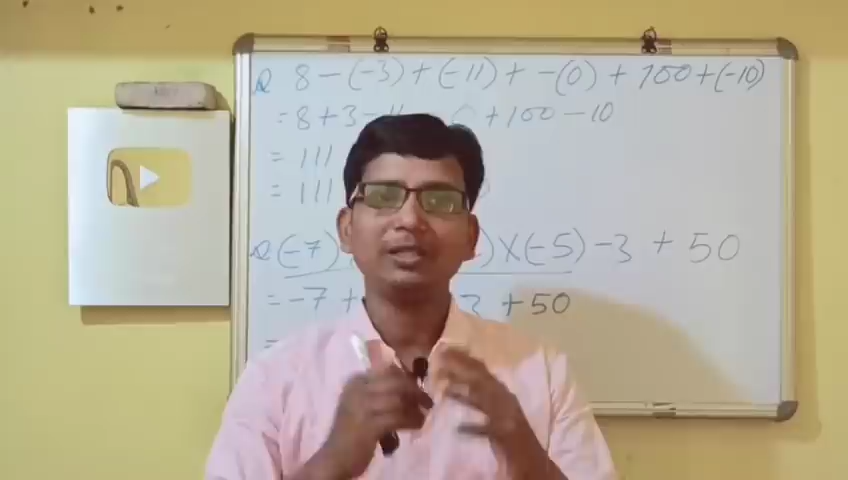 Q 8 - (-3) + (-11) + -(0) + 100 + (-10)
= 8 + 3 - 11 + 100 - 10
= 111
= 111
Q (-7) ) X (-5) - 3 + 50
= -7 + 3 + 50
=